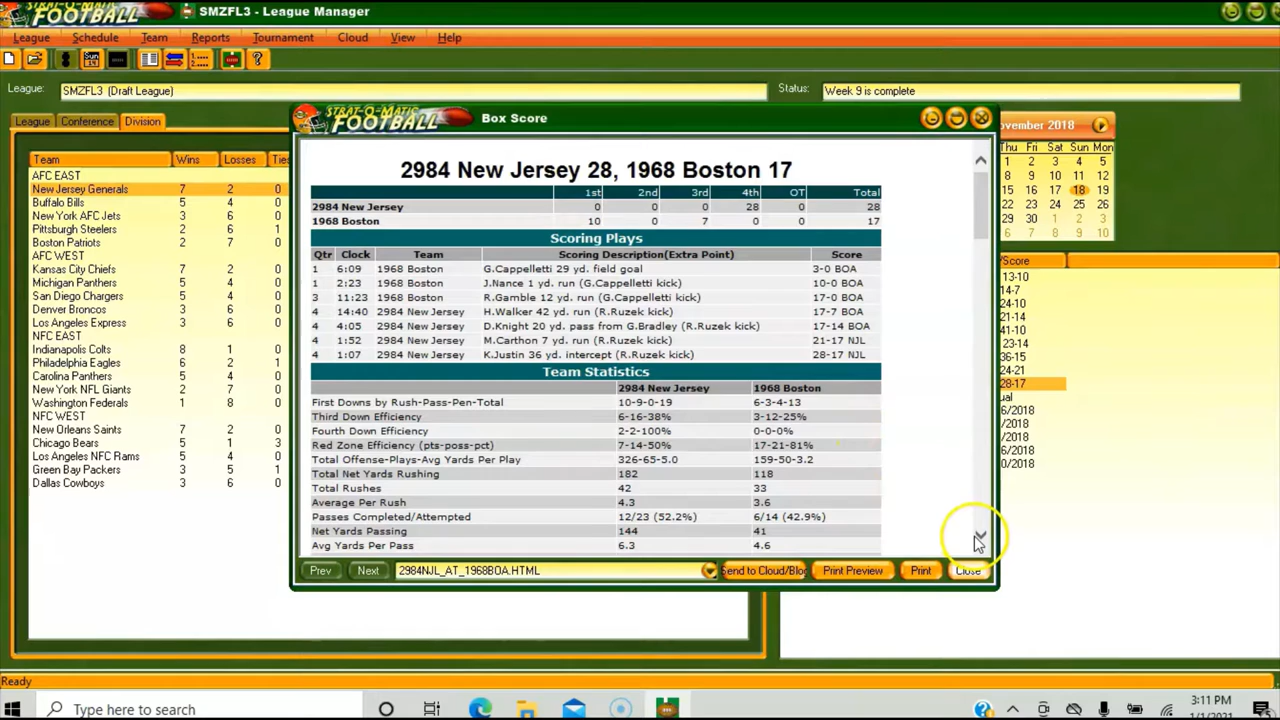 STRAT-O-MATIC FOOTBALL SMZFL3 - League Manager
League Schedule Team Reports Tournament Cloud View Help
League: SMZFL3 (Draft League) Status: Week 9 is complete
League Conference Division
Team Wins Losses Ties
AFC EAST
New Jersey Generals 7 2 0
Buffalo Bills 5 4 0
New York AFC Jets 3 6 0
Pittsburgh Steelers 2 6 1
Boston Patriots 2 7 0
AFC WEST
Kansas City Chiefs 7 2 0
Michigan Panthers 5 4 0
San Diego Chargers 5 4 0
Denver Broncos 5 4 0
Los Angeles Express 3 6 0
NFC EAST
Indianapolis Colts 8 1 0
Philadelphia Eagles 6 2 1
Carolina Panthers 5 4 0
New York NFL Giants 2 7 0
Washington Federals 1 8 0
NFC WEST
New Orleans Saints 7 2 0
Chicago Bears 5 1 3
Los Angeles NFC Rams 5 4 0
Green Bay Packers 3 5 1
Dallas Cowboys 3 6 0
STRAT-O-MATIC FOOTBALL Box Score
2984 New Jersey 28, 1968 Boston 17
1st 2nd 3rd 4th OT Total
2984 New Jersey 0 0 0 28 0 28
1968 Boston 10 0 7 0 0 17
Scoring Plays
Qtr Clock Team Scoring Description(Extra Point) Score
1 6:09 1968 Boston G.Cappelletti 29 yd. field goal 3-0 BOA
1 2:23 1968 Boston J.Nance 1 yd. run (G.Cappelletti kick) 10-0 BOA
3 11:23 1968 Boston R.Gamble 12 yd. run (G.Cappelletti kick) 17-0 BOA
4 14:40 2984 New Jersey H.Walker 42 yd. run (R.Ruzek kick) 17-7 BOA
4 4:05 2984 New Jersey D.Knight 20 yd. pass from G.Bradley (R.Ruzek kick) 17-14 BOA
4 1:52 2984 New Jersey M.Carthon 7 yd. run (R.Ruzek kick) 21-17 NJL
4 1:07 2984 New Jersey K.Justin 36 yd. intercept (R.Ruzek kick) 28-17 NJL
Team Statistics
2984 New Jersey 1968 Boston
First Downs by Rush-Pass-Pen-Total 10-9-0-19 6-3-4-13
Third Down Efficiency 6-16-38% 3-12-25%
Fourth Down Efficiency 2-2-100% 0-0-0%
Red Zone Efficiency (pts-poss-pct) 7-14-50% 17-21-81%
Total Offense-Plays-Avg Yards Per Play 326-65-5.0 159-50-3.2
Total Net Yards Rushing 182 118
Total Rushes 42 33
Average Per Rush 4.3 3.6
Passes Completed/Attempted 12/23 (52.2%) 6/14 (42.9%)
Net Yards Passing 144 41
Avg Yards Per Pass 6.3 4.6
Prev Next 2984NJL_AT_1968BOA.HTML Send to Cloud/Blog Print Preview Print Close
ovember 2018
Thu Fri Sat Sun Mon
1 2 3 4 5
8 9 10 11 12
15 16 17 18 19
22 23 24 25 26
29 30
6 7
/Score
13-10
14-7
24-10
21-14
41-10
36-15
24-21
28-17
ual
6/2018
/2018
/2018
6/2018
0/2018
Ready
Type here to search
3:11 PM
1/1/2021